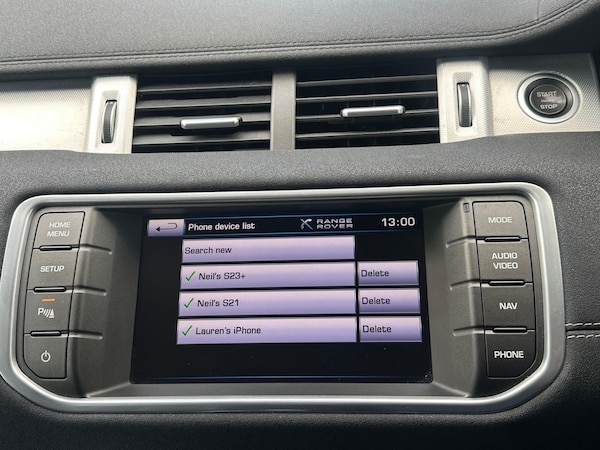 START
STOP
HOME
MENU
SETUP
P
Phone device list
RANGE
ROVER
13:00
Search new
Neil's S23+
Delete
Neil's S21
Delete
Lauren's iPhone
Delete
MODE
AUDIO
VIDEO
NAV
PHONE